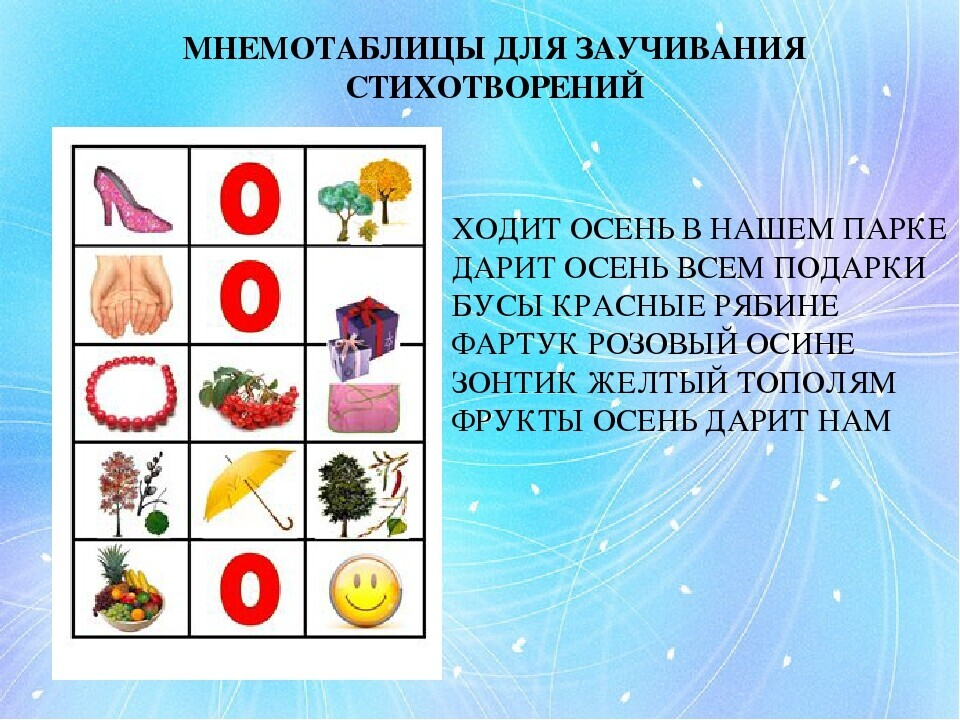 МНЕМОТАБЛИЦЫ ДЛЯ ЗАУЧИВАНИЯ
СТИХОТВОРЕНИЙ
О
О
О
ХОДИТ ОСЕНЬ В НАШЕМ ПАРКЕ
ДАРИТ ОСЕНЬ ВСЕМ ПОДАРКИ
БУСЫ КРАСНЫЕ РЯБИНЕ
ФАРТУК РОЗОВЫЙ ОСИНЕ
ЗОНТИК ЖЕЛТЫЙ ТОПОЛЯМ
ФРУКТЫ ОСЕНЬ ДАРИТ НАМ